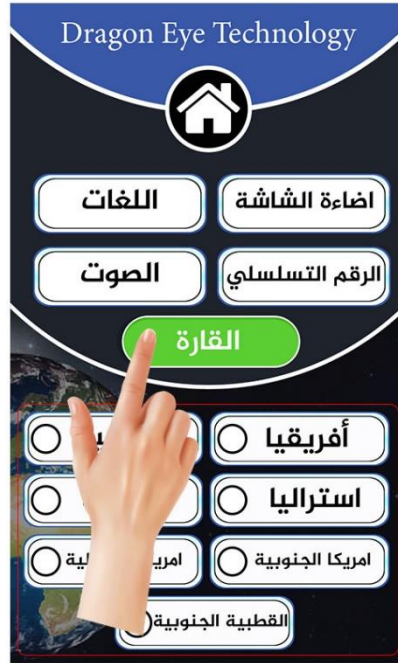 Dragon Eye Technology
اضاءة الشاشة
اللغات
الرقم التسلسلي
الصوت
القارة
أفريقيا
استراليا
امريكا الجنوبية
القطبية الجنوبية